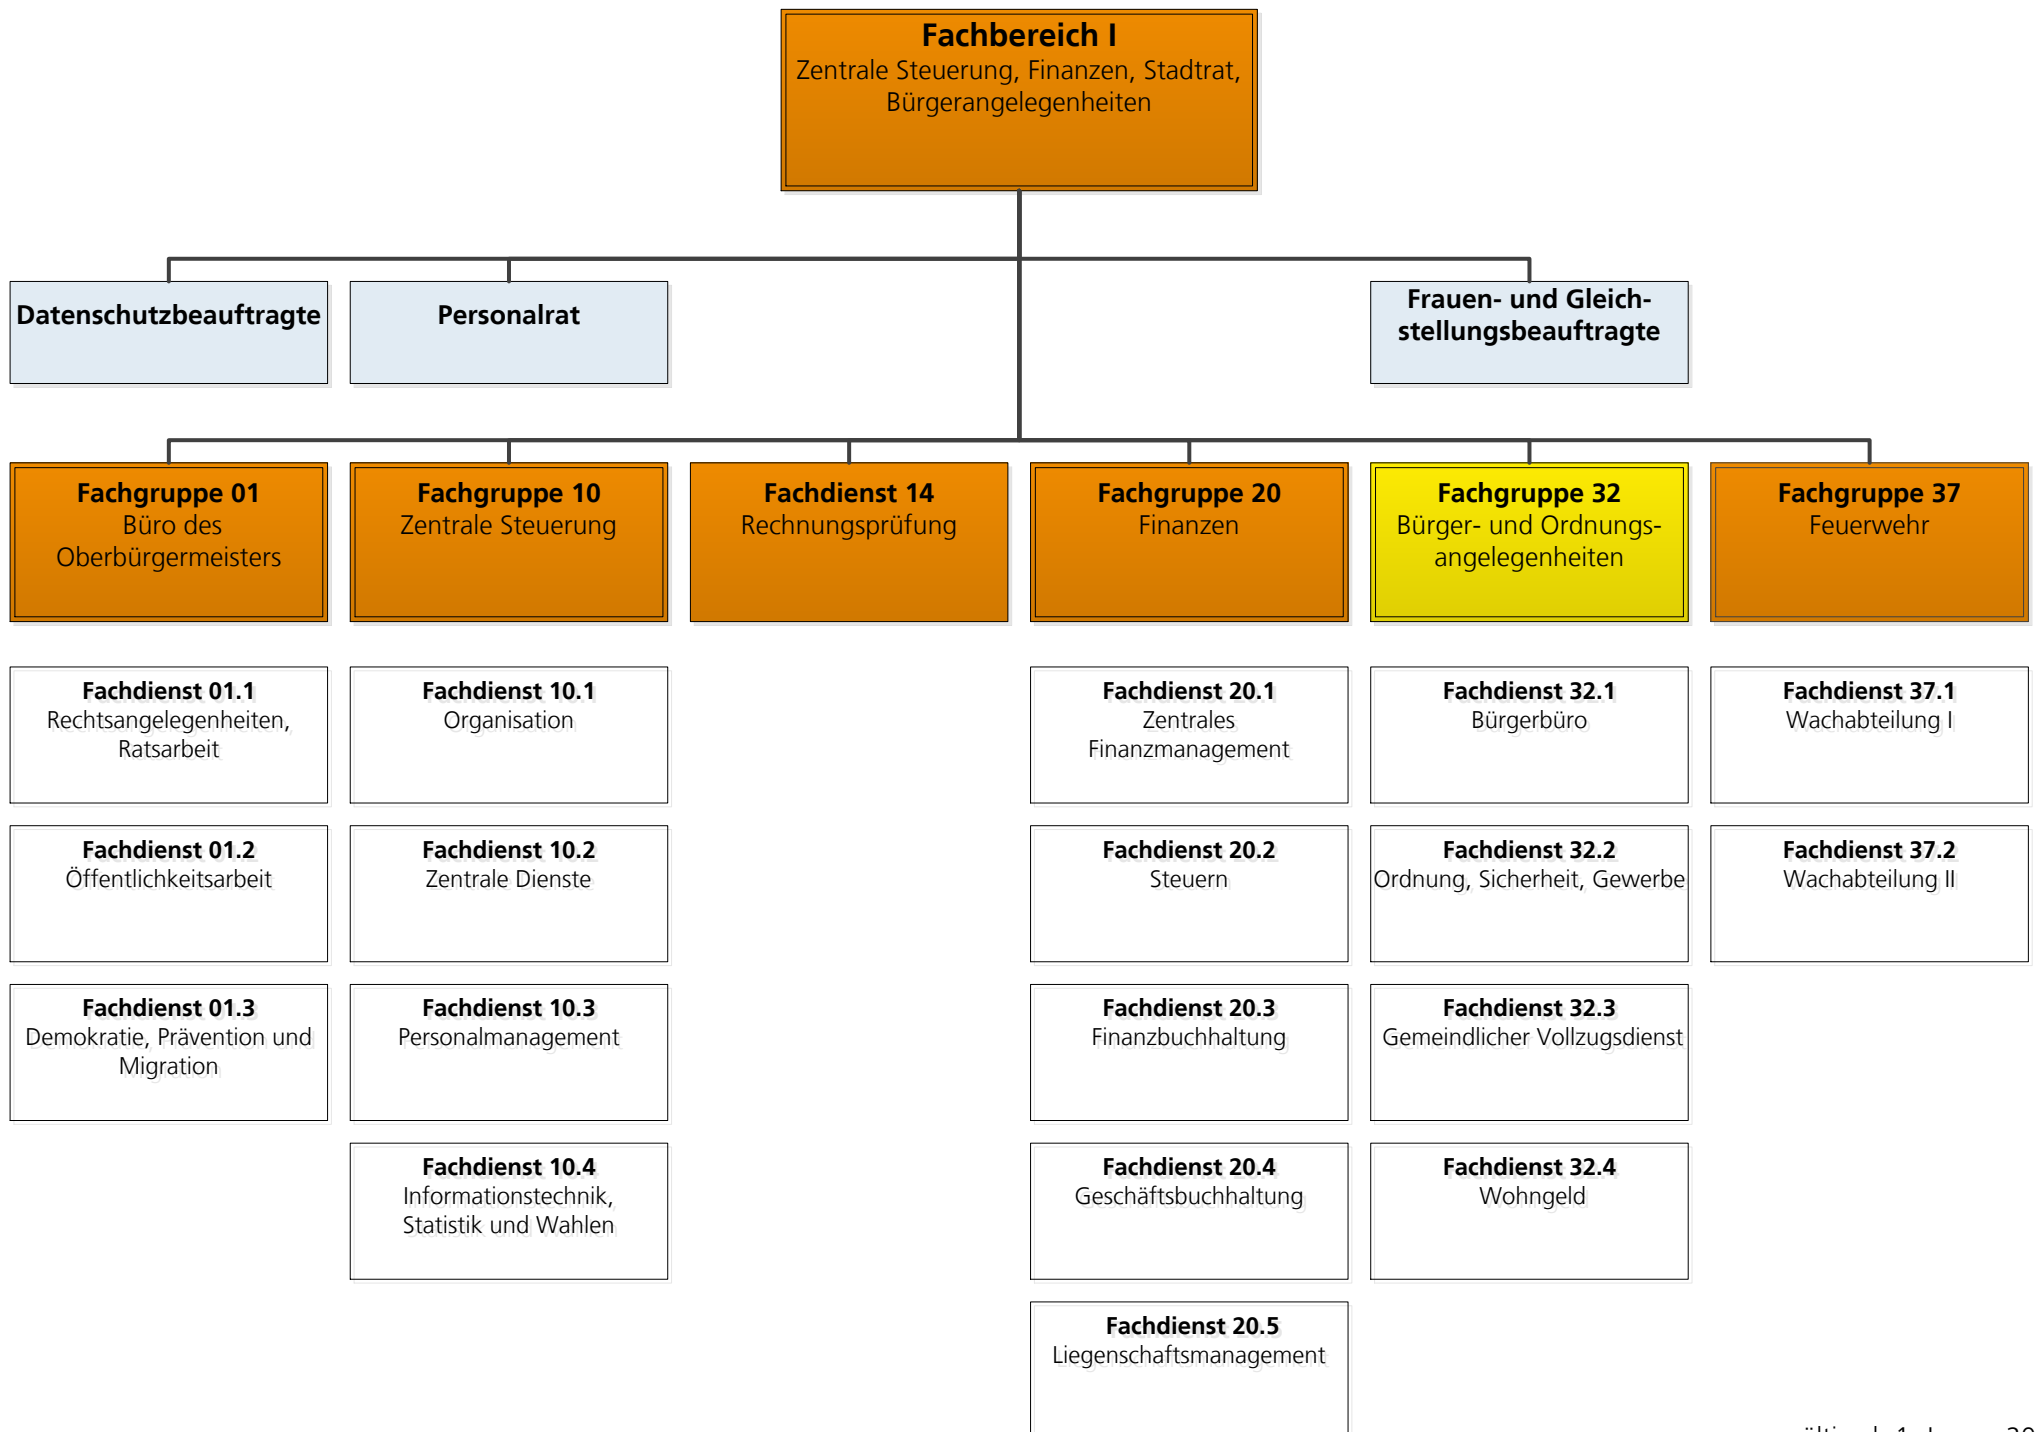 Fachbereich I
Zentrale Steuerung, Finanzen, Stadtrat,
Bürgerangelegenheiten
Datenschutzbeauftragte
Personalrat
Frauen- und Gleich-
stellungsbeauftragte
Fachgruppe 01
Büro des
Oberbürgermeisters
Fachgruppe 10
Zentrale Steuerung
Fachdienst 14
Rechnungsprüfung
Fachgruppe 20
Finanzen
Fachgruppe 32
Bürger- und Ordnungs-
angelegenheiten
Fachgruppe 37
Feuerwehr
Fachdienst 01.1
Rechtsangelegenheiten,
Ratsarbeit
Fachdienst 10.1
Organisation
Fachdienst 20.1
Zentrales
Finanzmanagement
Fachdienst 32.1
Bürgerbüro
Fachdienst 37.1
Wachabteilung I
Fachdienst 01.2
Öffentlichkeitsarbeit
Fachdienst 10.2
Zentrale Dienste
Fachdienst 20.2
Steuern
Fachdienst 32.2
Ordnung, Sicherheit, Gewerbe
Fachdienst 37.2
Wachabteilung II
Fachdienst 01.3
Demokratie, Prävention und
Migration
Fachdienst 10.3
Personalmanagement
Fachdienst 20.3
Finanzbuchhaltung
Fachdienst 32.3
Gemeindlicher Vollzugsdienst
Fachdienst 10.4
Informationstechnik,
Statistik und Wahlen
Fachdienst 20.4
Geschäftsbuchhaltung
Fachdienst 32.4
Wohngeld
Fachdienst 20.5
Liegenschaftsmanagement